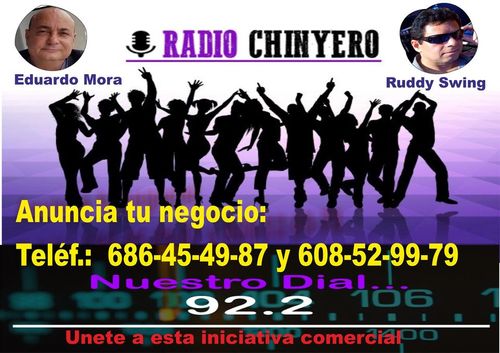 RADIO CHINYERO
Eduardo Mora
Ruddy Swing
Anuncia tu negocio:
Teléf.: 686-45-49-87 y 608-52-99-79
Nuestro Dial...
92.2
106
Unete a esta iniciativa comercial